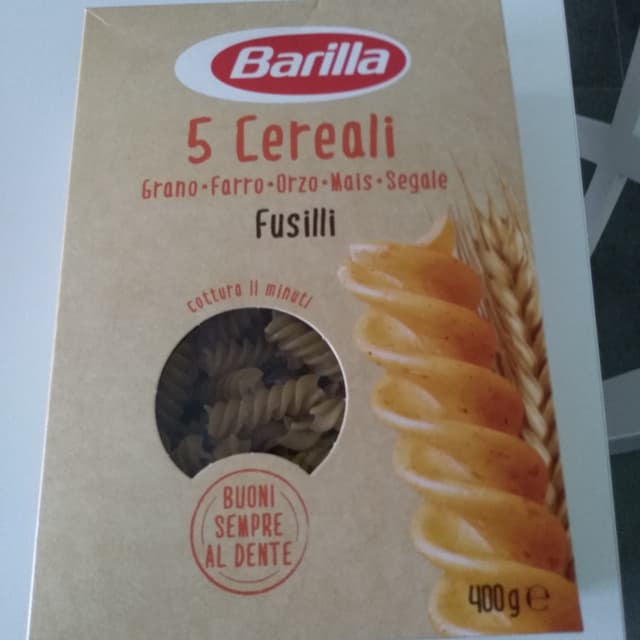 Barilla
5 Cereali
Grano•Farro•Orzo•Mais•Segale
Fusilli
cottura 11 minuti
BUONI
SEMPRE
AL DENTE
400g e